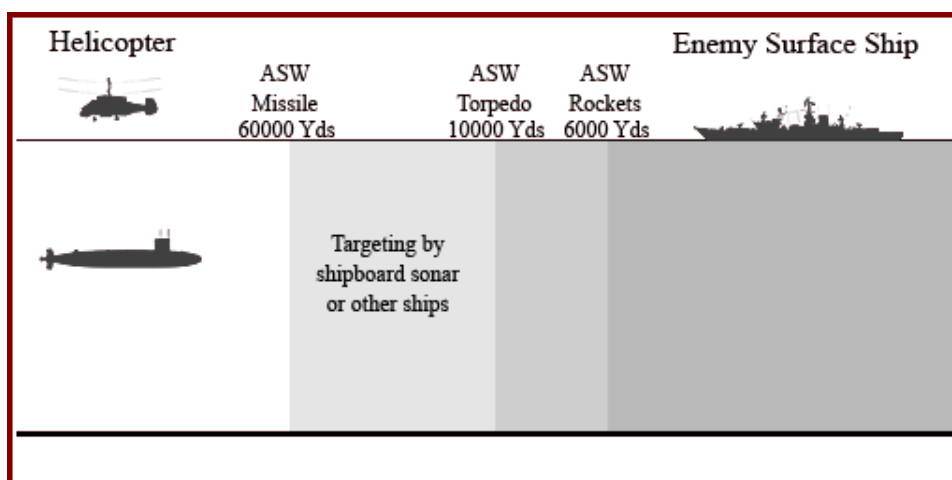 Helicopter
Enemy Surface Ship
ASW
Missile
60000 Yds
ASW
Torpedo
10000 Yds
ASW
Rockets
6000 Yds
Targeting by
shipboard sonar
or other ships